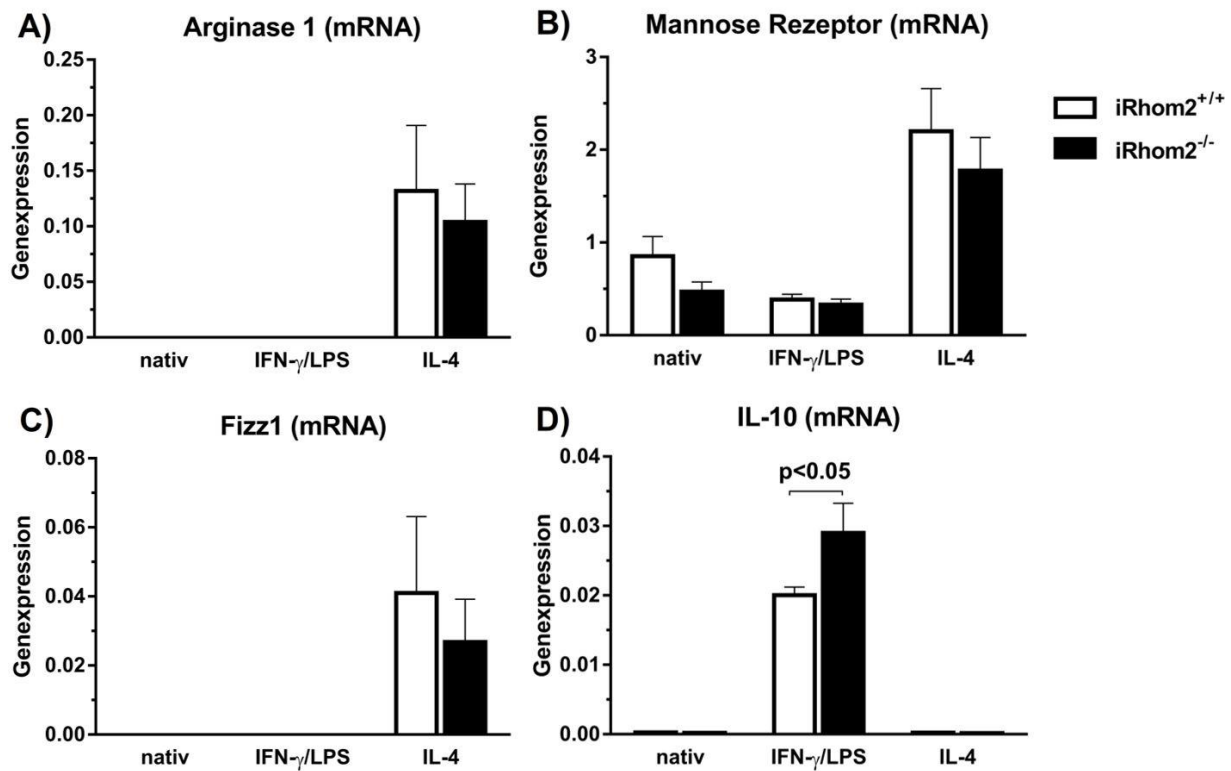 A) Arginase 1 (mRNA)
Genexpression
0.25
0.20
0.15
0.10
0.05
0.00
nativ IFN-γ/LPS IL-4
B) Mannose Rezeptor (mRNA)
Genexpression
3
2
1
0
nativ IFN-γ/LPS IL-4
iRhom2+/+
iRhom2-/-
C) Fizz1 (mRNA)
Genexpression
0.08
0.06
0.04
0.02
0.00
nativ IFN-γ/LPS IL-4
D) IL-10 (mRNA)
Genexpression
0.04
0.03
0.02
0.01
0.00
p<0.05
nativ IFN-γ/LPS IL-4